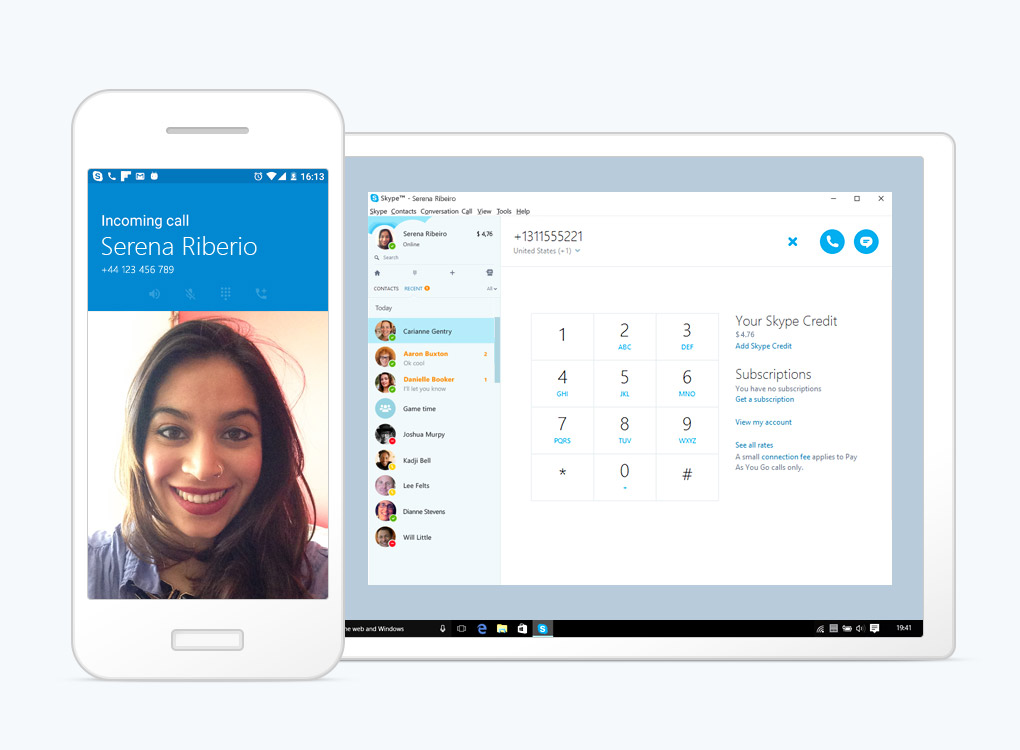 16:13
Incoming call
Serena Riberio
+44 123 456 789
Skype™ - Serena Ribeiro
Skype Contacts Conversation Call View Tools Help
Serena Ribeiro $ 4,76
Online
Search
CONTACTS RECENT All
Today
Carianne Gentry
Aaron Buxton 2
Ok cool
Danielle Booker 1
I'll let you know
Game time
Joshua Murpy
Kadji Bell
Lee Felts
Dianne Stevens
Will Little
+1311555221
United States (+1)
1 2 3
ABC DEF
4 5 6
GHI JKL MNO
7 8 9
PQRS TUV WXYZ
* 0 #
+
Your Skype Credit
$ 4.76
Add Skype Credit
Subscriptions
You have no subscriptions
Get a subscription
View my account
See all rates
A small connection fee applies to Pay
As You Go calls only.
he web and Windows
19:41